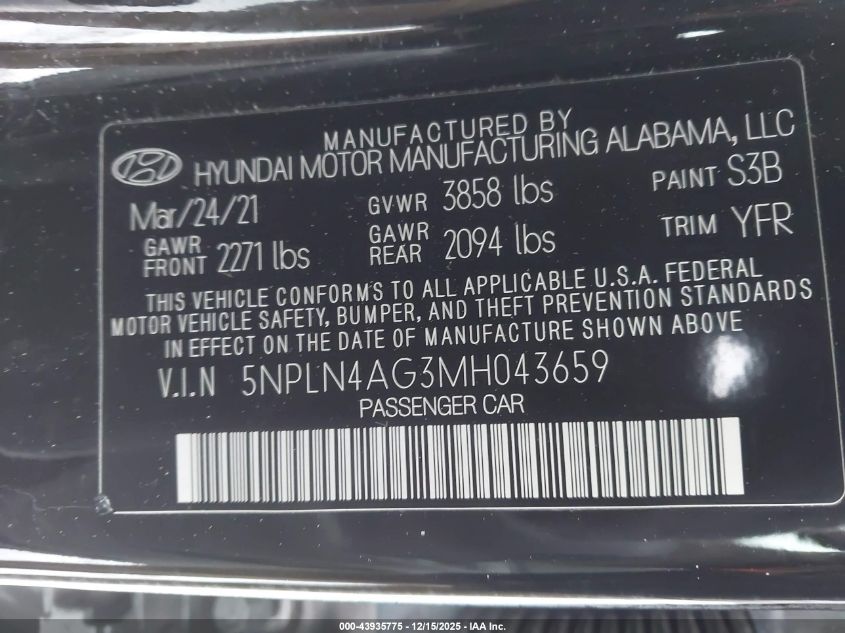 MANUFACTURED BY
HYUNDAI MOTOR MANUFACTURING ALABAMA, LLC
Mar/24/21 GVWR 3858 lbs PAINT S3B
GAWR FRONT 2271 lbs GAWR REAR 2094 lbs TRIM YFR
THIS VEHICLE CONFORMS TO ALL APPLICABLE U.S.A. FEDERAL
MOTOR VEHICLE SAFETY, BUMPER, AND THEFT PREVENTION STANDARDS
IN EFFECT ON THE DATE OF MANUFACTURE SHOWN ABOVE
V.I.N 5NPLN4AG3MH043659
PASSENGER CAR
000-43935775 - 12/15/2025 - IAA Inc.